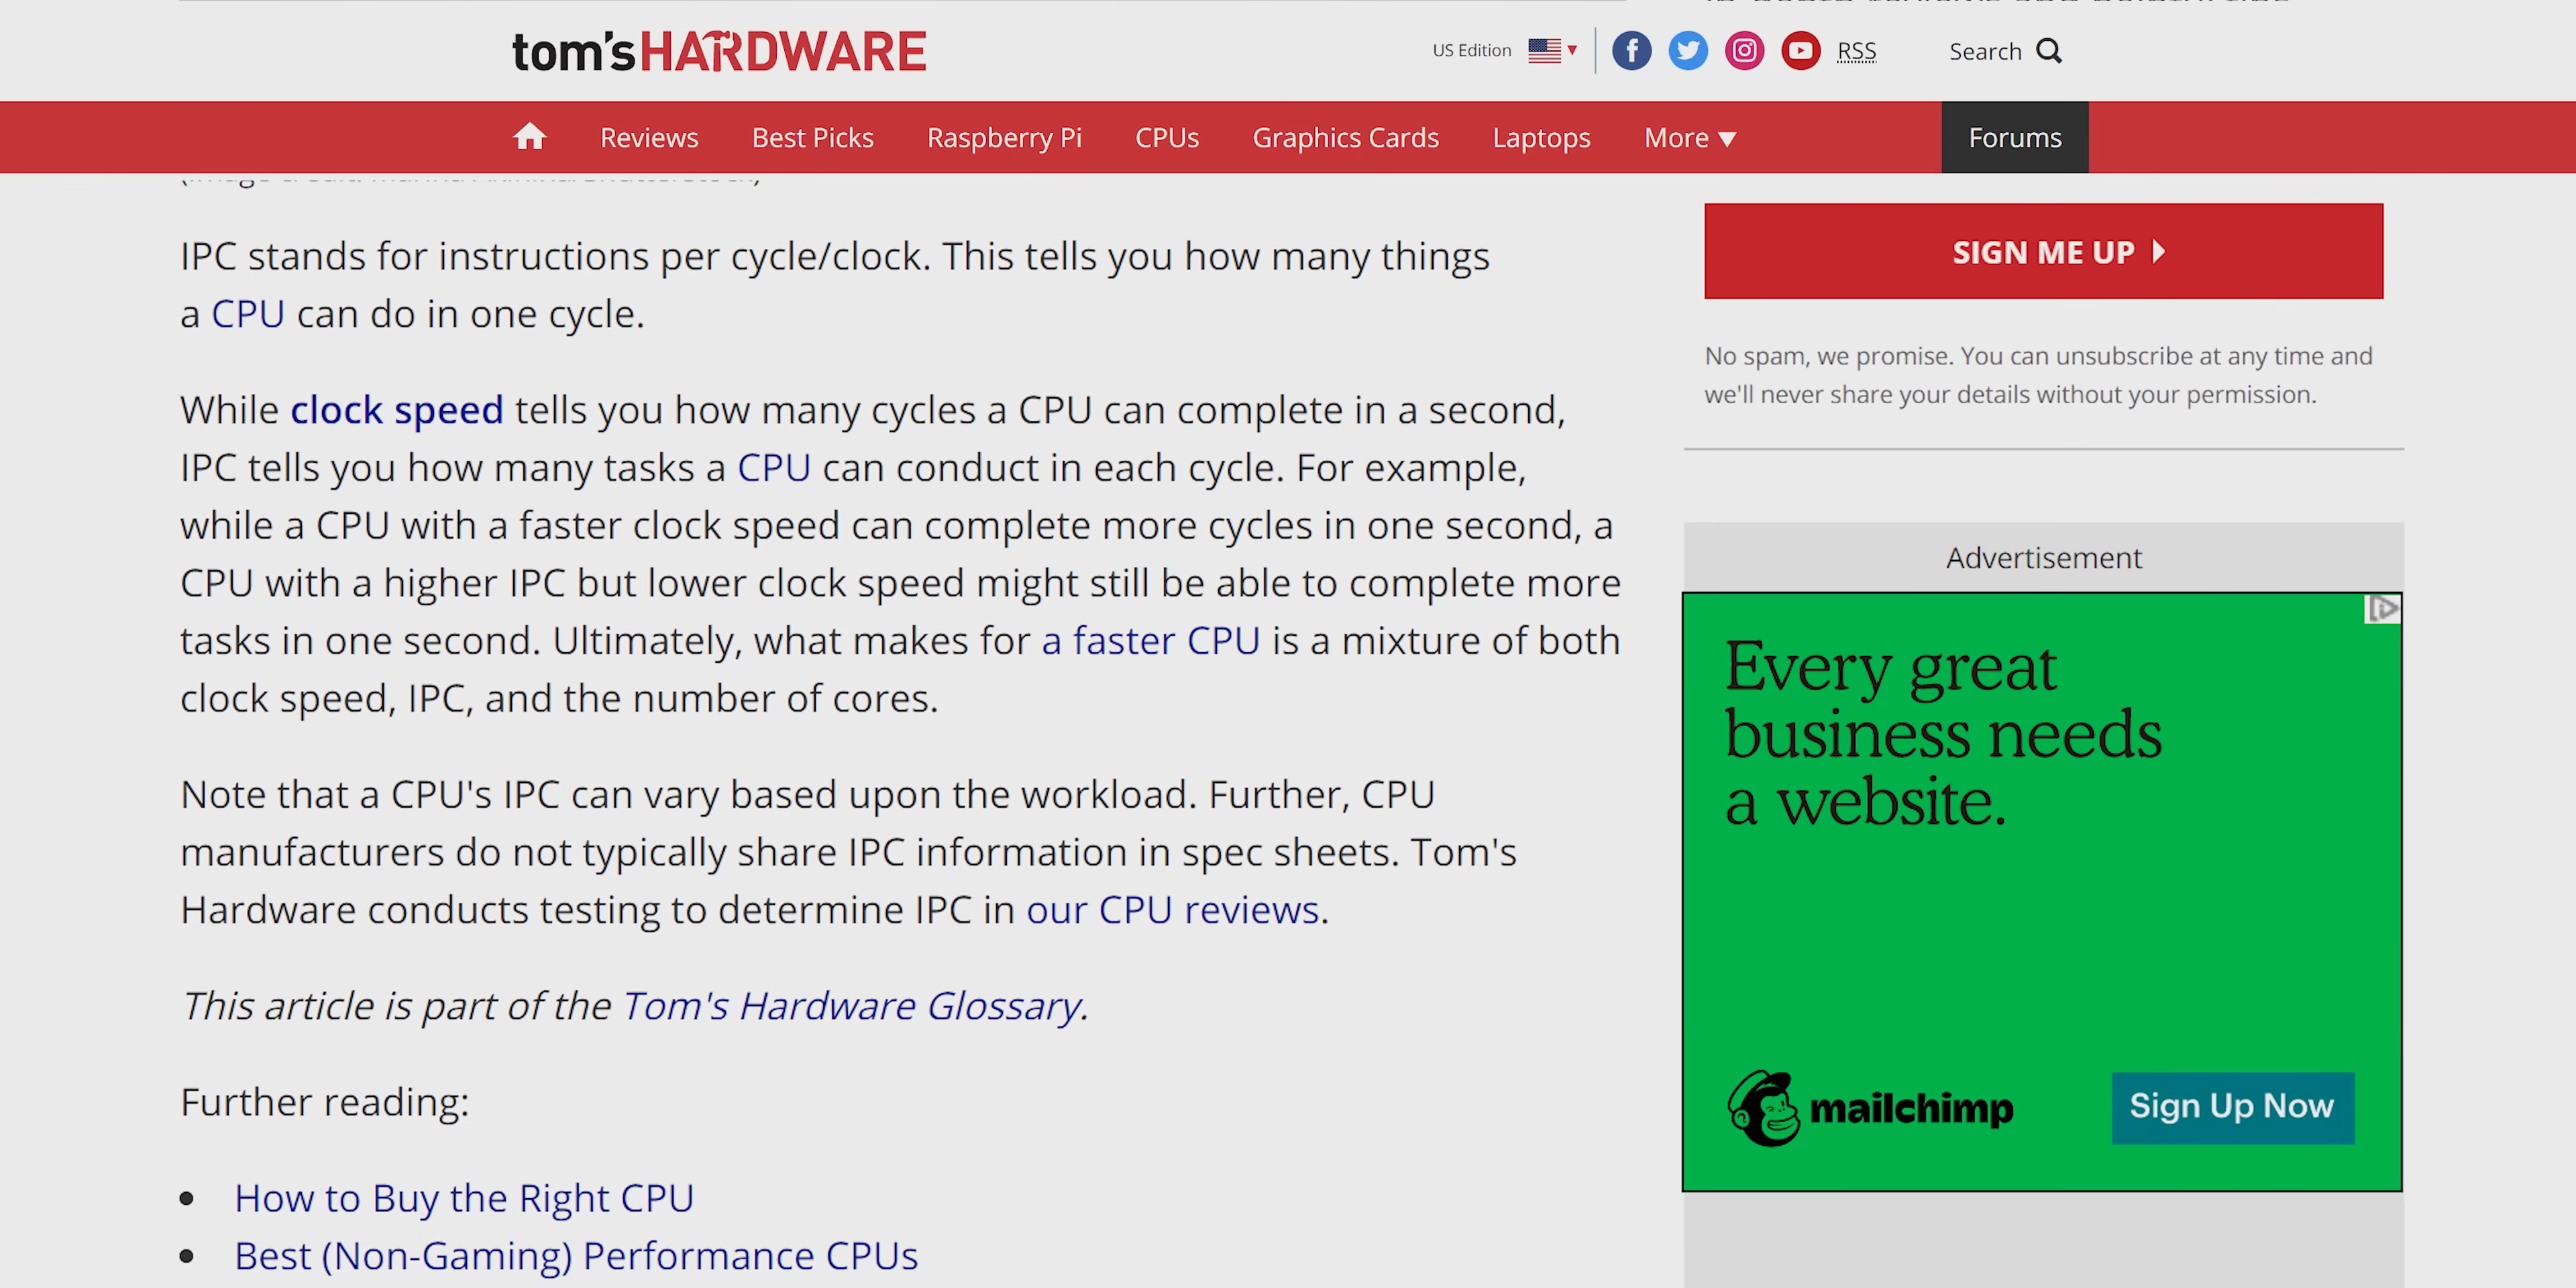 tom'sHARDWARE
US Edition
RSS
Search
Reviews
Best Picks
Raspberry Pi
CPUs
Graphics Cards
Laptops
More
Forums
IPC stands for instructions per cycle/clock. This tells you how many things
a CPU can do in one cycle.
While clock speed tells you how many cycles a CPU can complete in a second,
IPC tells you how many tasks a CPU can conduct in each cycle. For example,
while a CPU with a faster clock speed can complete more cycles in one second, a
CPU with a higher IPC but lower clock speed might still be able to complete more
tasks in one second. Ultimately, what makes for a faster CPU is a mixture of both
clock speed, IPC, and the number of cores.
Note that a CPU's IPC can vary based upon the workload. Further, CPU
manufacturers do not typically share IPC information in spec sheets. Tom's
Hardware conducts testing to determine IPC in our CPU reviews.
This article is part of the Tom's Hardware Glossary.
Further reading:
• How to Buy the Right CPU
• Best (Non-Gaming) Performance CPUs
SIGN ME UP
No spam, we promise. You can unsubscribe at any time and
we'll never share your details without your permission.
Advertisement
Every great
business needs
a website.
mailchimp
Sign Up Now